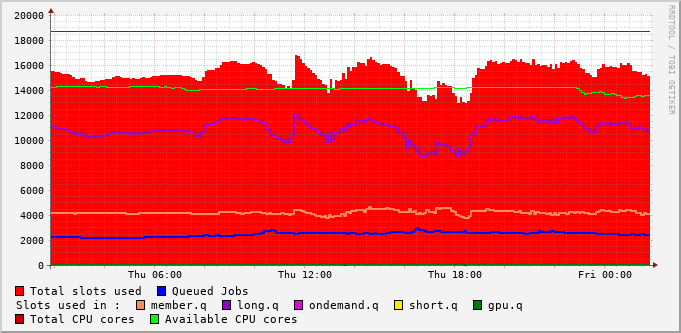 20000
18000
16000
14000
12000
10000
8000
6000
4000
2000
0
Thu 06:00 Thu 12:00 Thu 18:00 Fri 00:00
RRDTOOL / TOBI OETIKER
Total slots used Queued Jobs
Slots used in : member.q long.q ondemand.q short.q gpu.q
Total CPU cores Available CPU cores